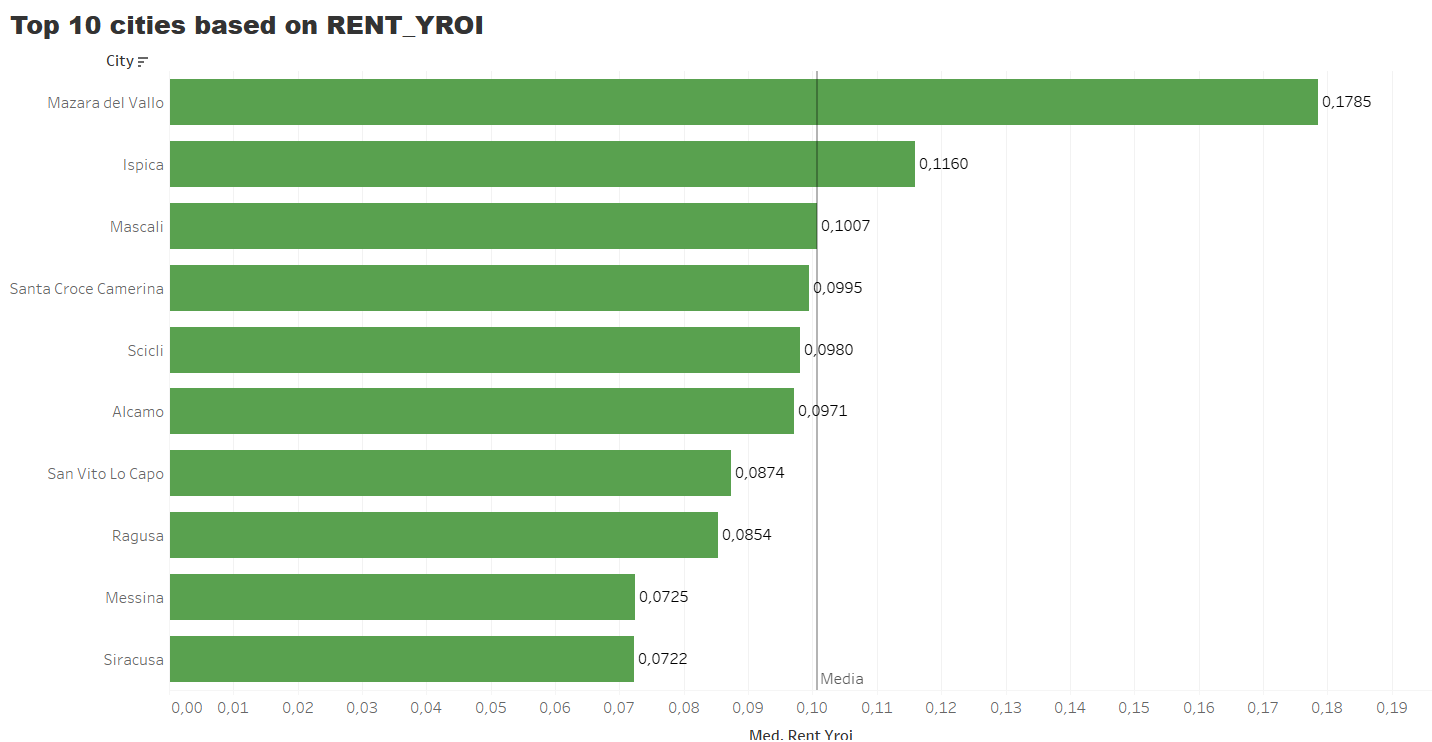 Top 10 cities based on RENT_YROI
City
Mazara del Vallo 0,1785
Ispica 0,1160
Mascali 0,1007
Santa Croce Camerina 0,0995
Scicli 0,0980
Alcamo 0,0971
San Vito Lo Capo 0,0874
Ragusa 0,0854
Messina 0,0725
Siracusa 0,0722
Media
0,00 0,01 0,02 0,03 0,04 0,05 0,06 0,07 0,08 0,09 0,10 0,11 0,12 0,13 0,14 0,15 0,16 0,17 0,18 0,19
Med. Rent Yroi